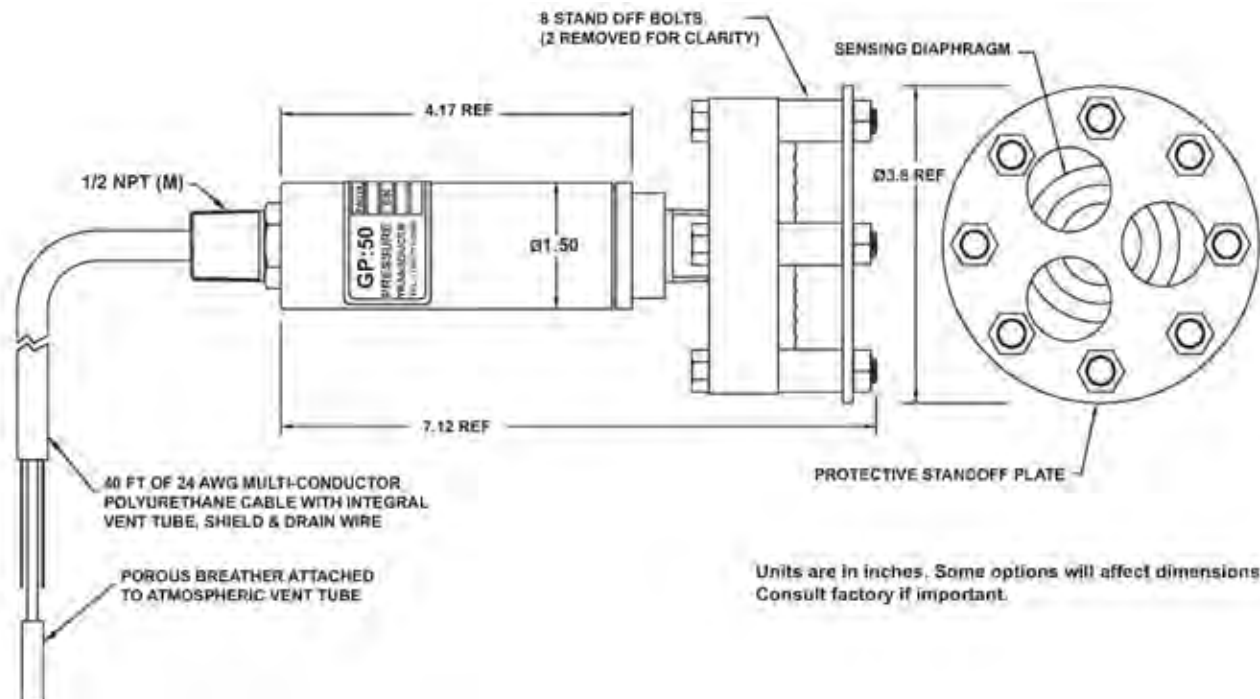 8 STAND OFF BOLTS
(2 REMOVED FOR CLARITY)
SENSING DIAPHRAGM
4.17 REF
1/2 NPT (M)
Ø3.8 REF
GP:50
PRESSURE
TRANSDUCER
Ø1.50
7.12 REF
40 FT OF 24 AWG MULTI-CONDUCTOR
POLYURETHANE CABLE WITH INTEGRAL
VENT TUBE, SHIELD & DRAIN WIRE
PROTECTIVE STANDOFF PLATE
POROUS BREATHER ATTACHED
TO ATMOSPHERIC VENT TUBE
Units are in inches. Some options will affect dimensions
Consult factory if important.